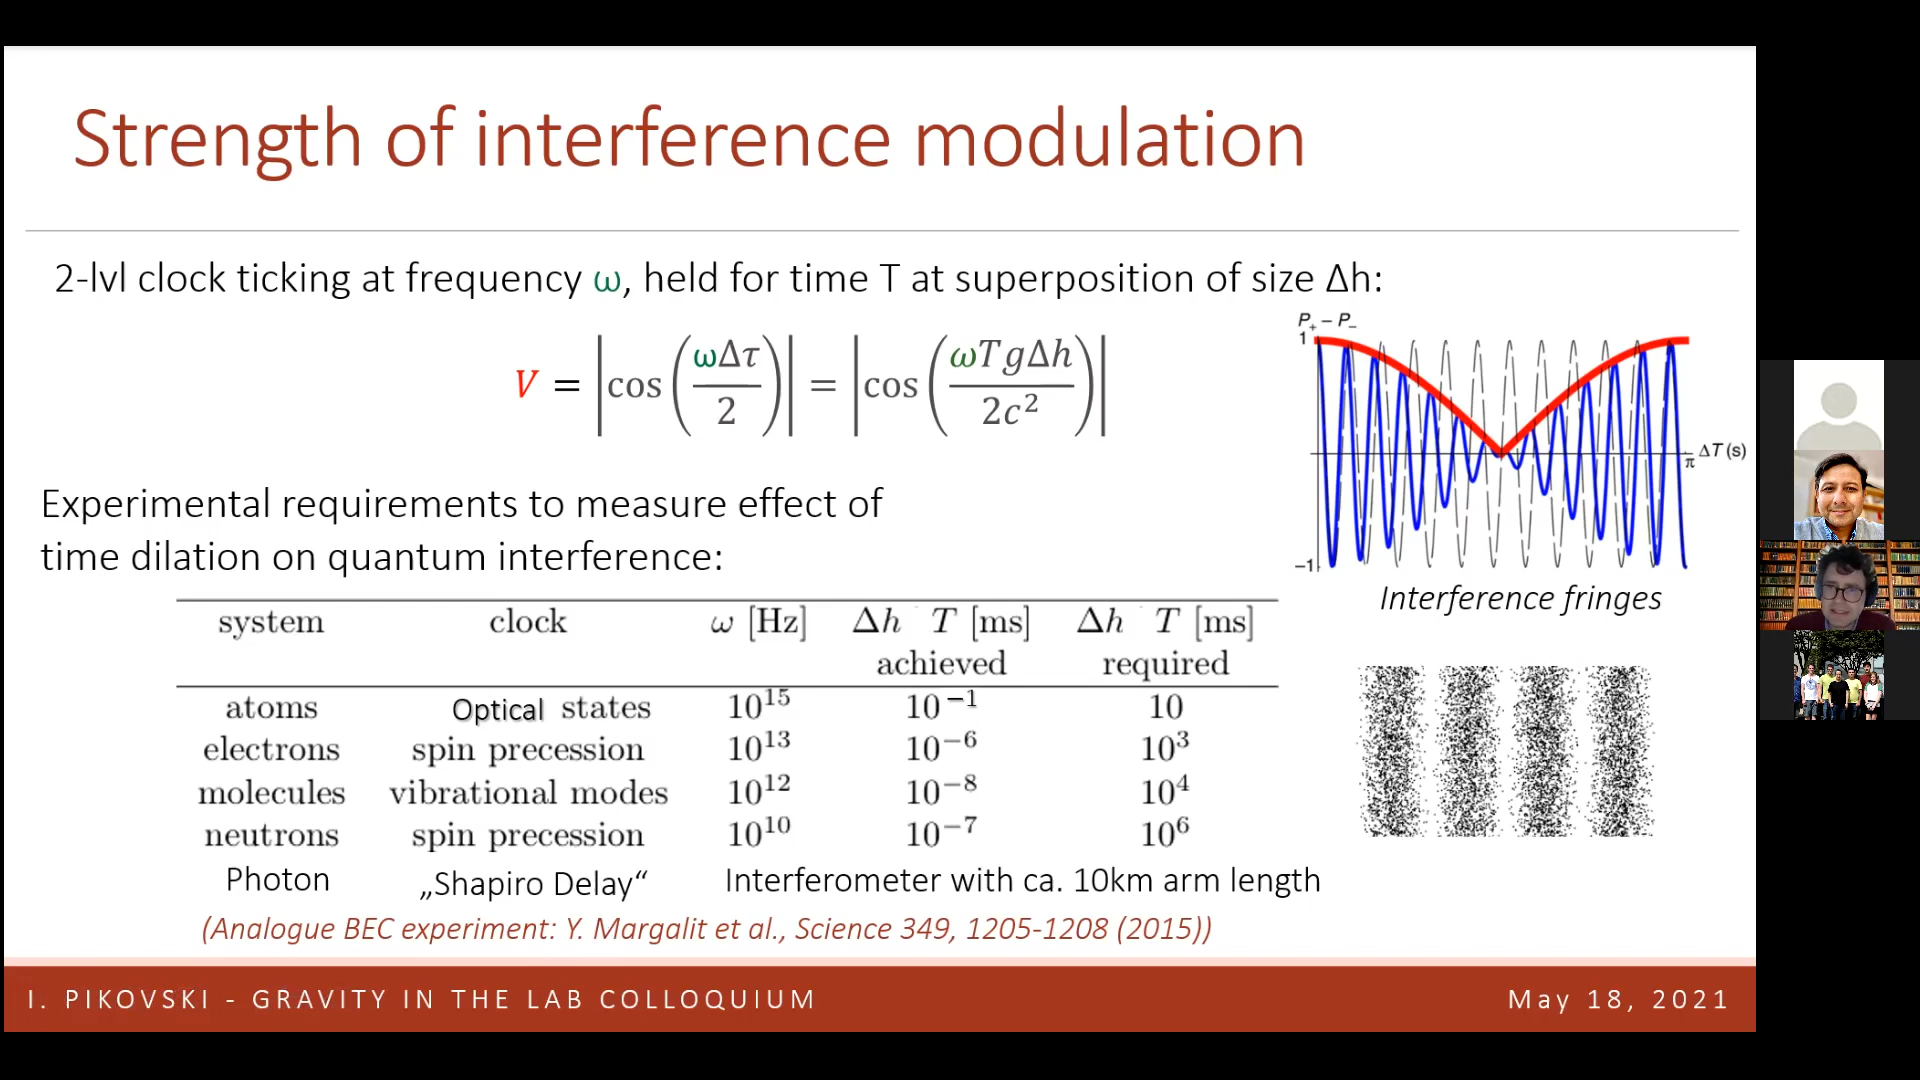 Strength of interference modulation
2-lvl clock ticking at frequency ω, held for time T at superposition of size Δh:
V = |cos(ωΔτ/2)| = |cos(ωTgΔh/2c²)|
P₊ – P₋
1
ΔT (s)
π
–1
Interference fringes
Experimental requirements to measure effect of
time dilation on quantum interference:
system clock ω [Hz] Δh T [ms] Δh T [ms]
achieved required
atoms Optical states 10¹⁵ 10⁻¹ 10
electrons spin precession 10¹³ 10⁻⁶ 10³
molecules vibrational modes 10¹² 10⁻⁸ 10⁴
neutrons spin precession 10¹⁰ 10⁻⁷ 10⁶
Photon „Shapiro Delay“ Interferometer with ca. 10km arm length
(Analogue BEC experiment: Y. Margalit et al., Science 349, 1205-1208 (2015))
I. PIKOVSKI - GRAVITY IN THE LAB COLLOQUIUM May 18, 2021